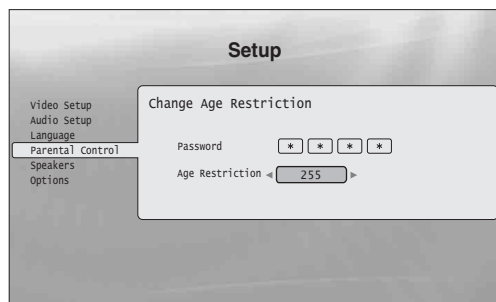 Setup
Video Setup
Audio Setup
Language
Parental Control
Speakers
Options
Change Age Restriction
Password * * * *
Age Restriction ◀ 255 ▶